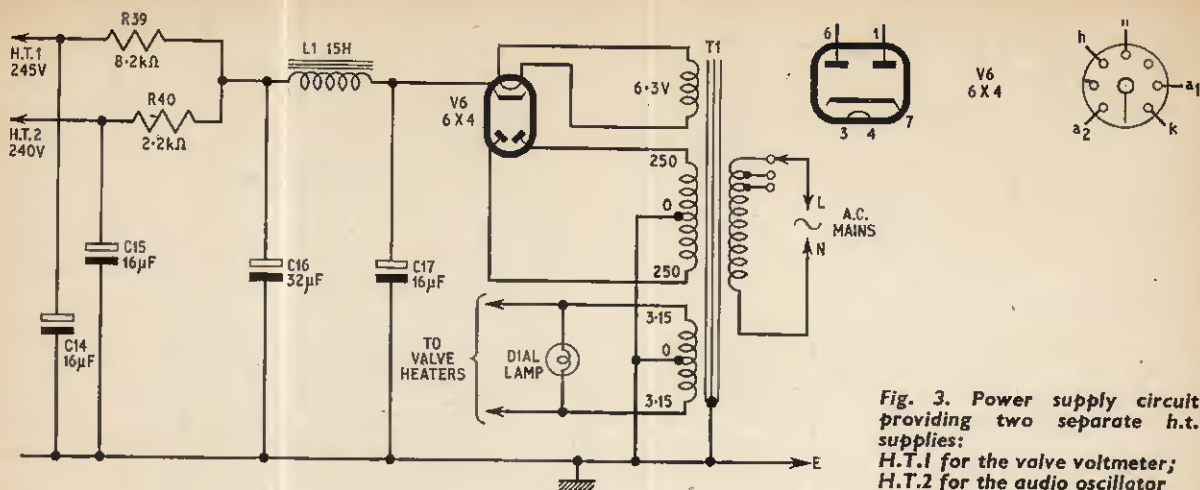 R39
8·2kΩ
H.T.1
245V
R40
2·2kΩ
H.T.2
240V
L1 15H
V6
6X4
6·3V
T1
250
0
250
3·15
0
3·15
L
A.C.
MAINS
N
C15
16μF
C14
16μF
C16
32μF
C17
16μF
TO
VALVE
HEATERS
DIAL
LAMP
E
6 1
3 4 7
V6
6X4
h
a1
a2
k
Fig. 3. Power supply circuit
providing two separate h.t.
supplies:
H.T.1 for the valve voltmeter;
H.T.2 for the audio oscillator